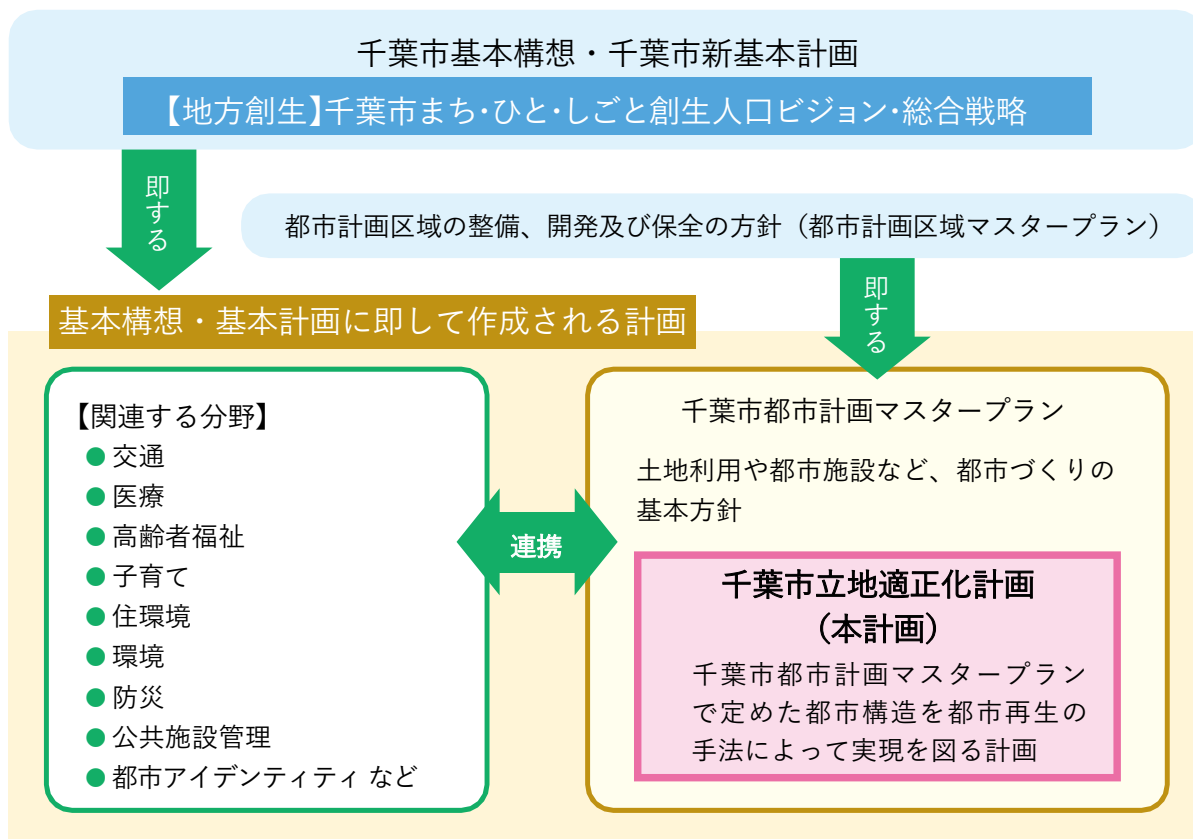 千葉市基本構想・千葉市新基本計画
【地方創生】千葉市まち・ひと・しごと創生人口ビジョン・総合戦略
即する
都市計画区域の整備、開発及び保全の方針（都市計画区域マスタープラン）
即する
基本構想・基本計画に即して作成される計画
【関連する分野】
● 交通
● 医療
● 高齢者福祉
● 子育て
● 住環境
● 環境
● 防災
● 公共施設管理
● 都市アイデンティティ など
連携
千葉市都市計画マスタープラン
土地利用や都市施設など、都市づくりの
基本方針
千葉市立地適正化計画
（本計画）
千葉市都市計画マスタープラン
で定めた都市構造を都市再生の
手法によって実現を図る計画